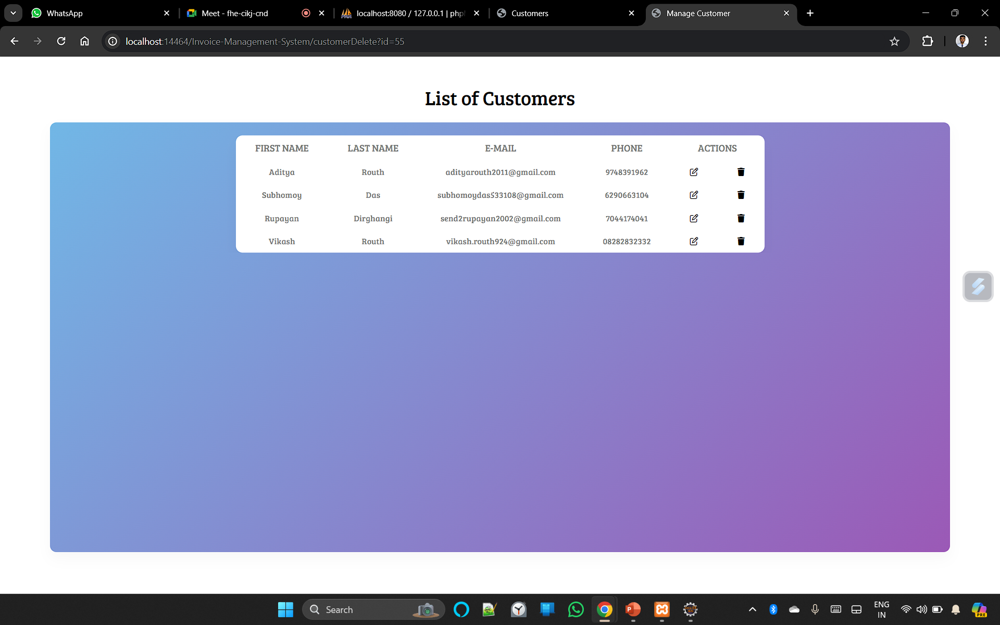 WhatsApp
Meet - fhe-cikj-cnd
localhost:8080 / 127.0.0.1 | php
Customers
Manage Customer
localhost:14464/Invoice-Management-System/customerDelete?id=55
List of Customers
FIRST NAME LAST NAME E-MAIL PHONE ACTIONS
Aditya Routh adityarouth2011@gmail.com 9748391962
Subhomoy Das subhomoydas533108@gmail.com 6290663104
Rupayan Dirghangi send2rupayan2002@gmail.com 7044174041
Vikash Routh vikash.routh924@gmail.com 08282832332
Search
ENG
IN
PRE